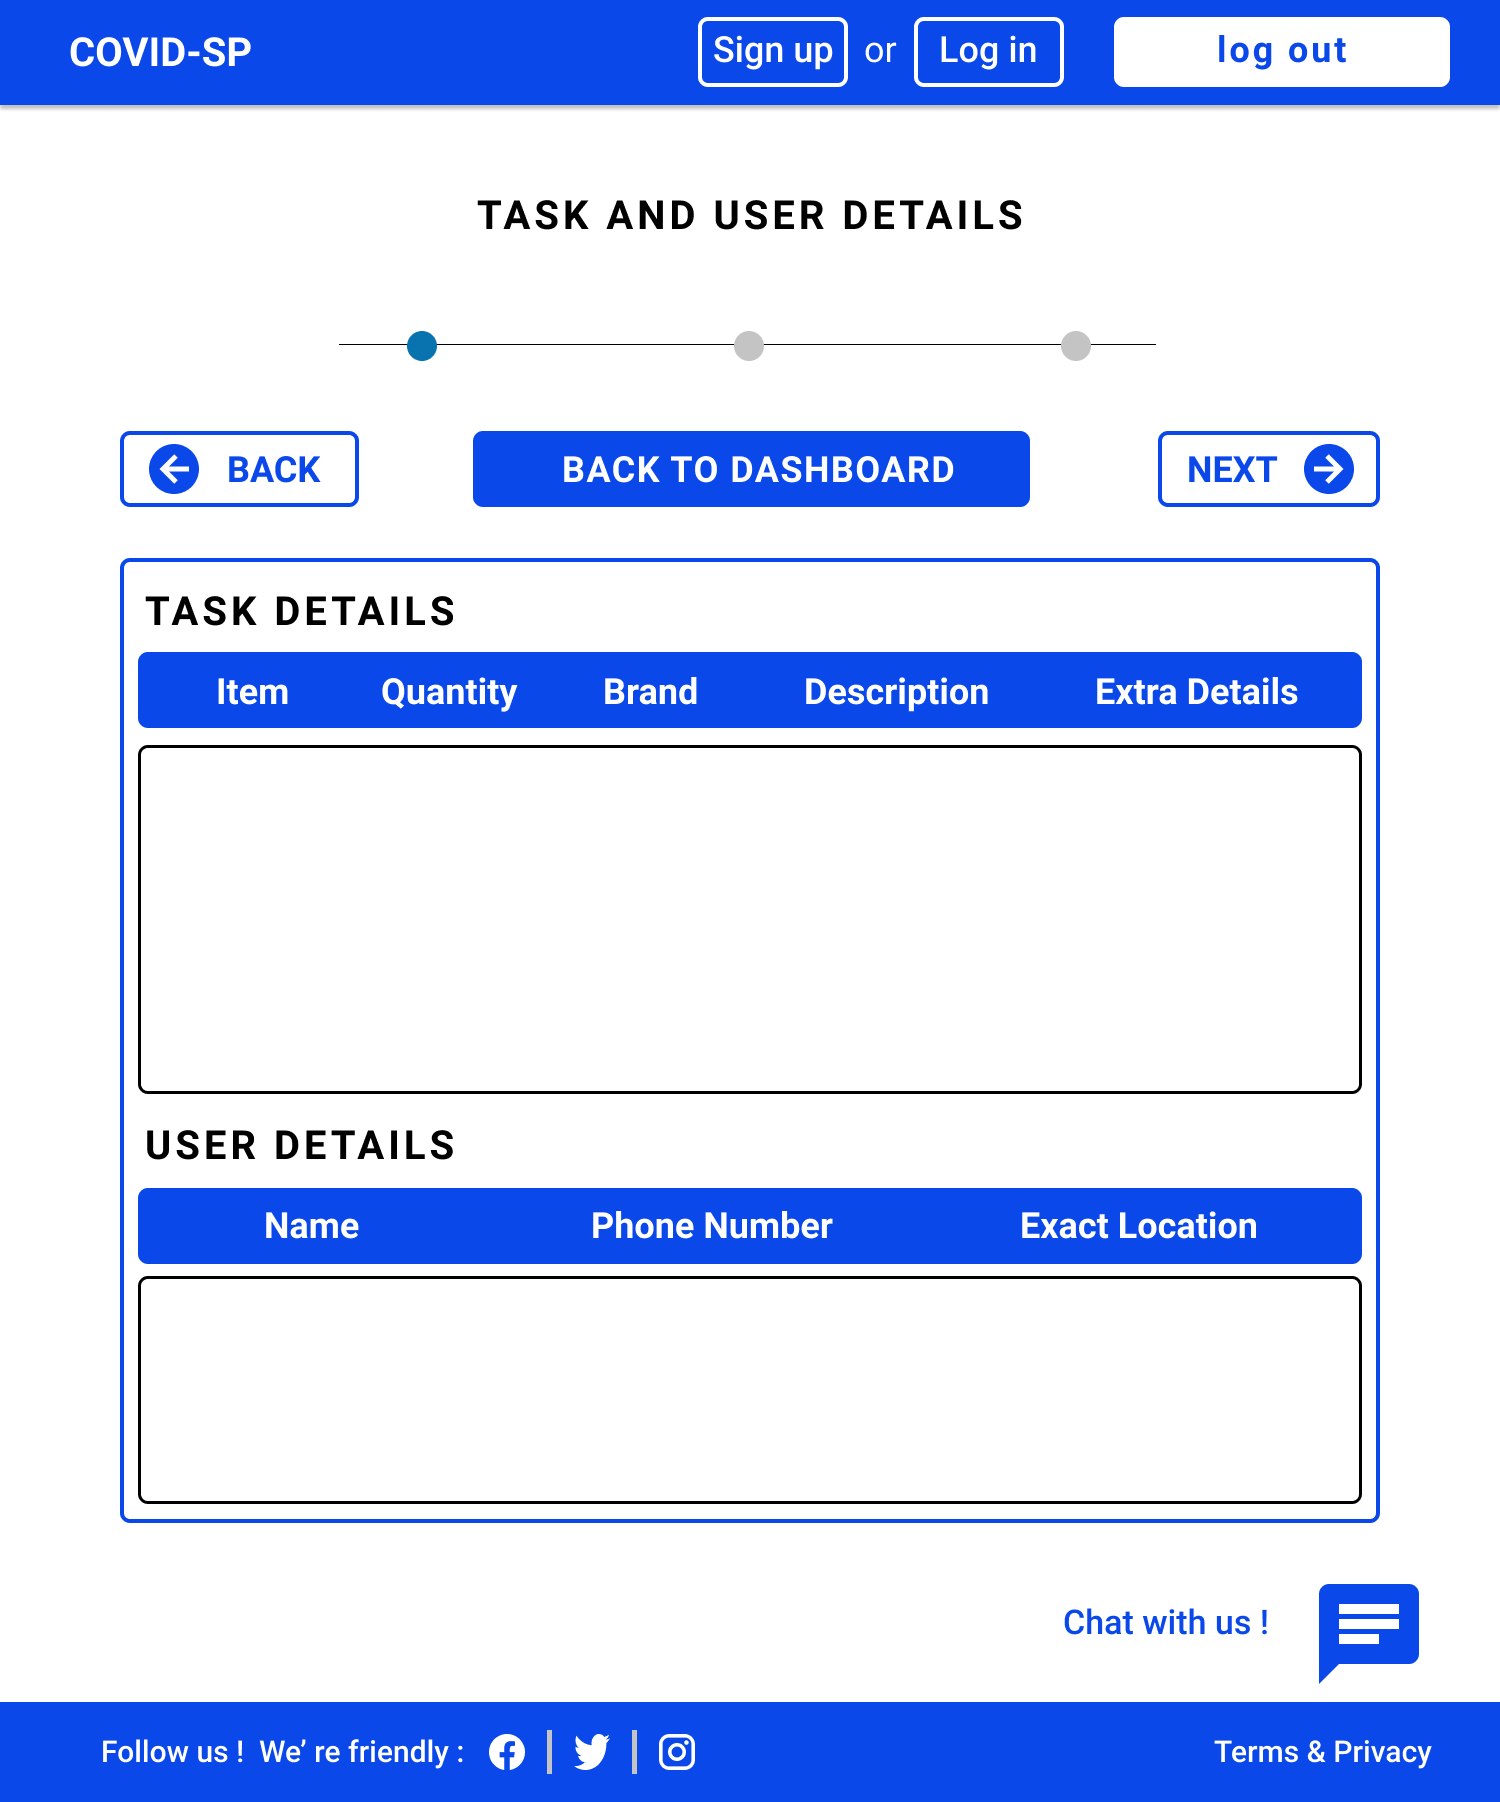 COVID-SP
Sign up or Log in
log out
TASK AND USER DETAILS
BACK
BACK TO DASHBOARD
NEXT
TASK DETAILS
Item Quantity Brand Description Extra Details
USER DETAILS
Name Phone Number Exact Location
Chat with us !
Follow us ! We’ re friendly :
Terms & Privacy